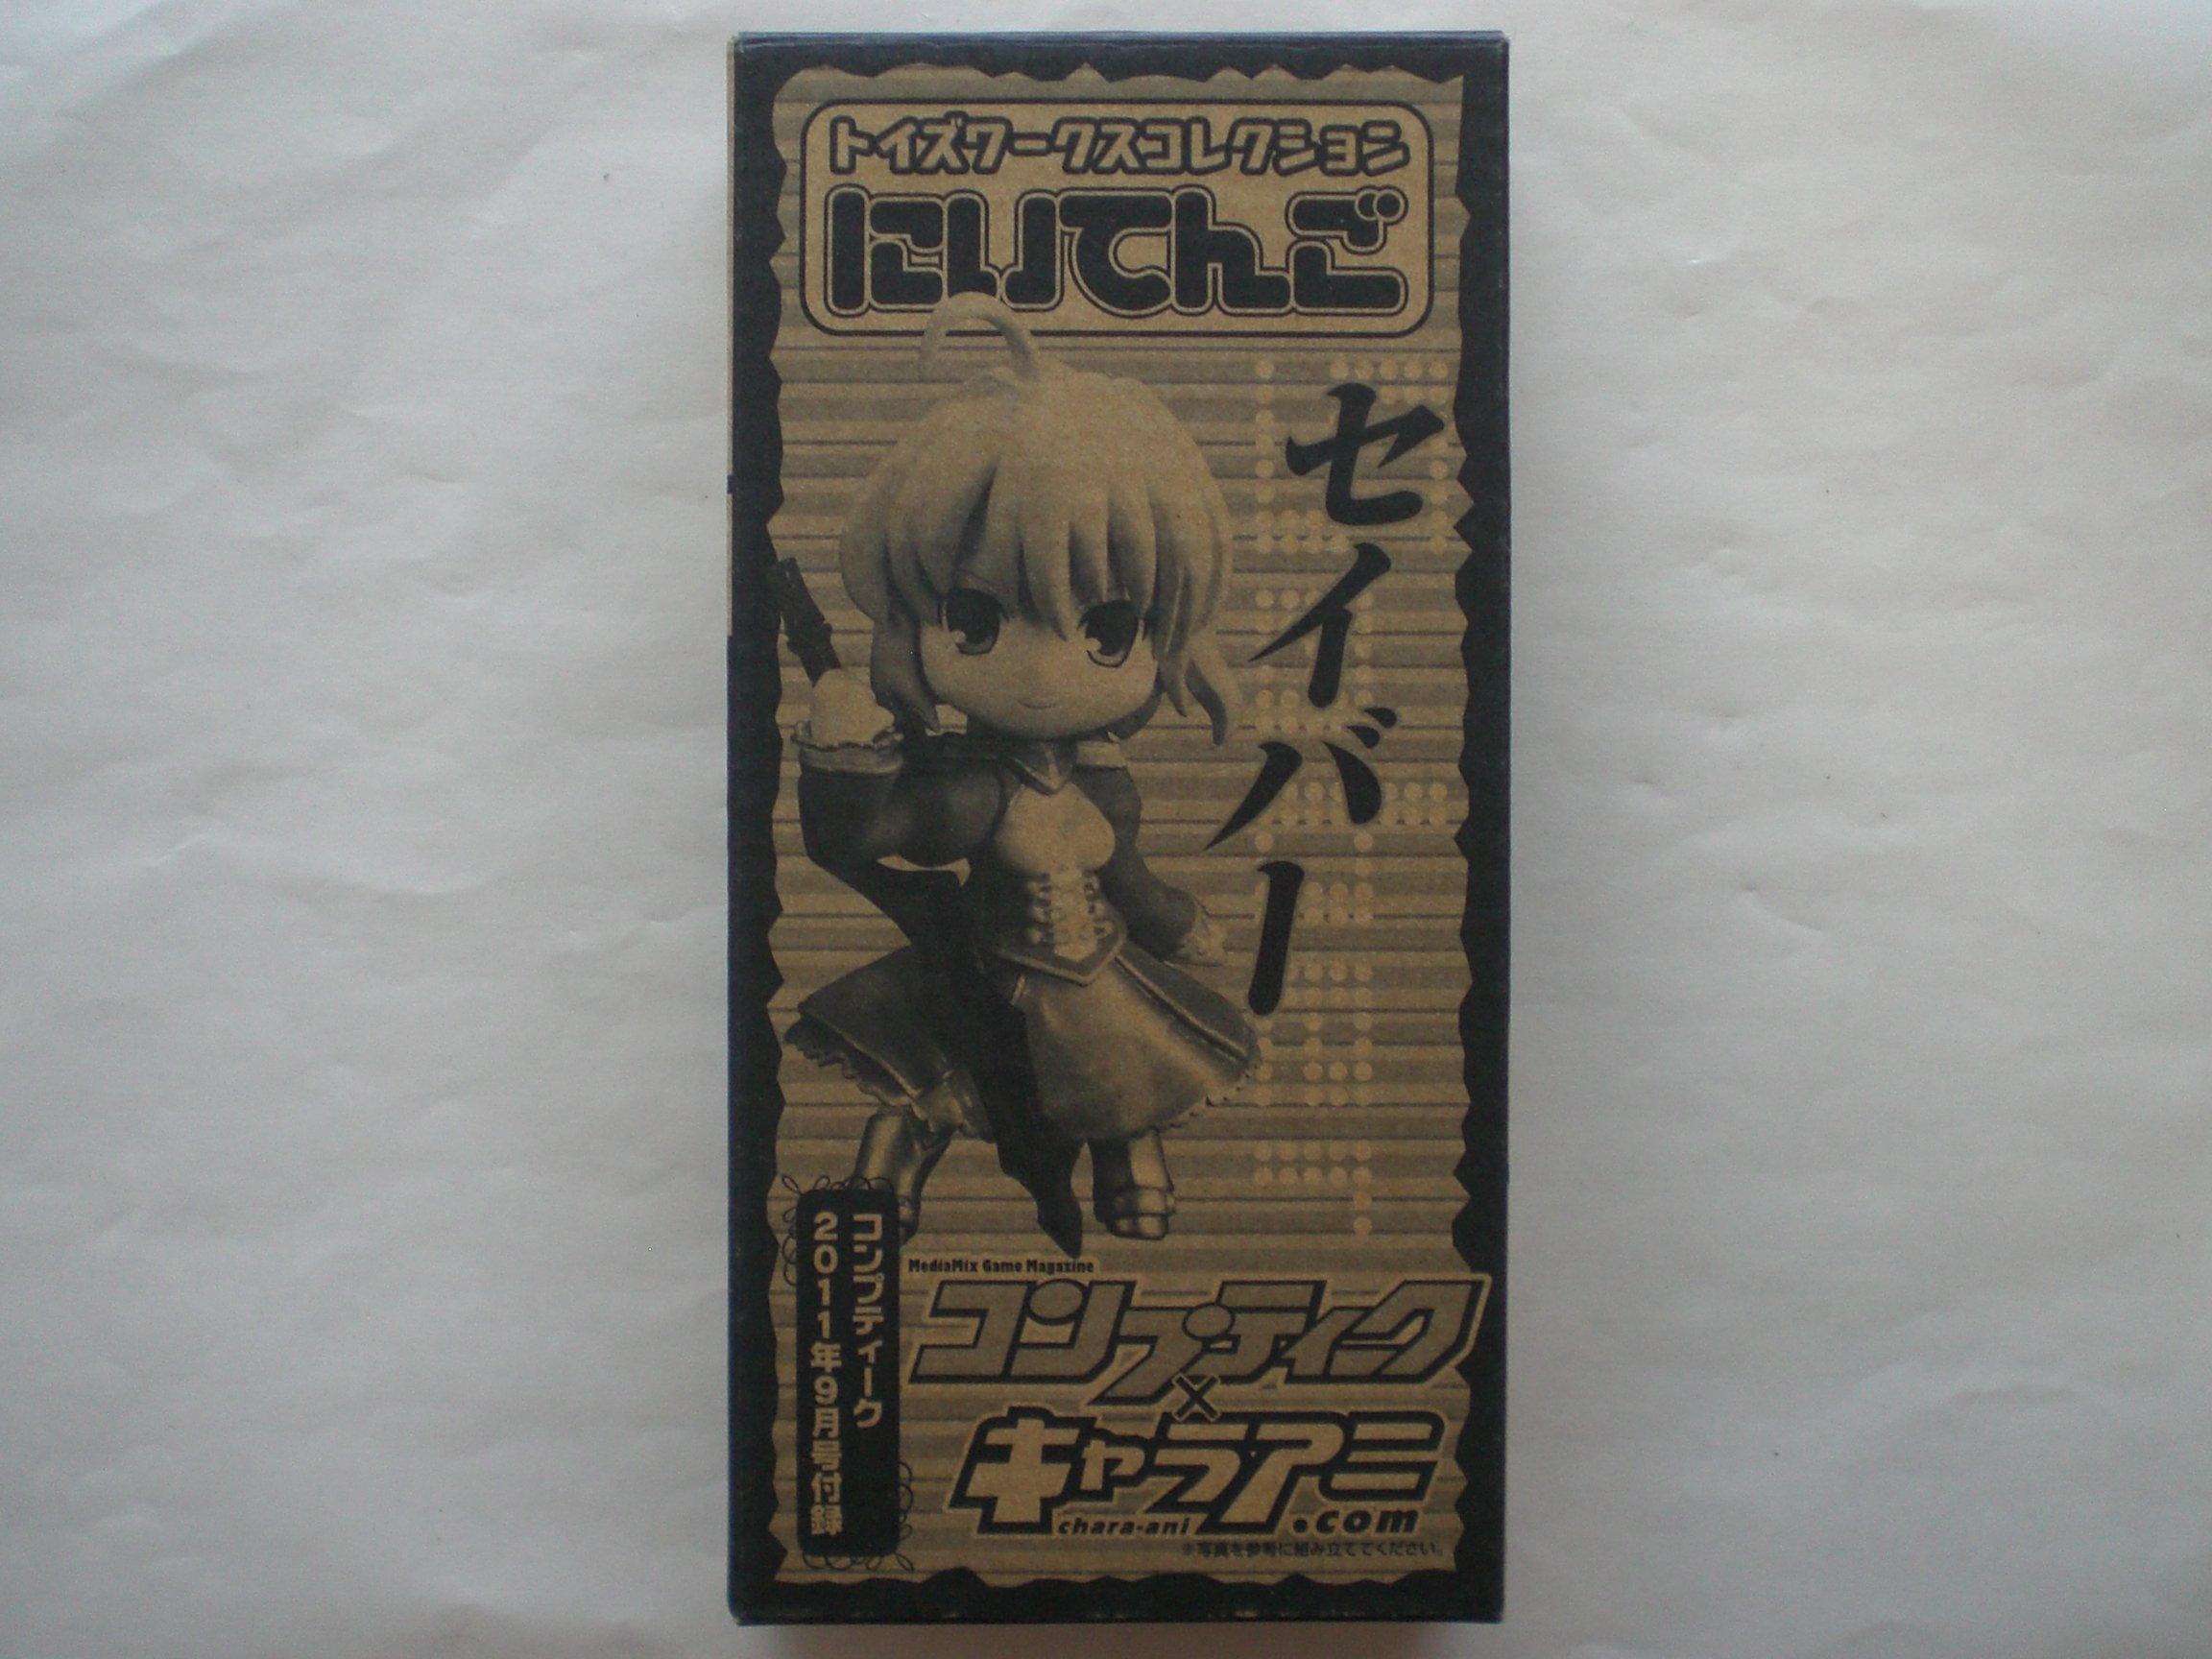 トイズワークスコレクション
にいてんご
セイバー
コンプティーク
2011年9月号付録
MediaMix Game Magazine
コンプティーク
×
キャラアニ
chara-ani .com
※写真を参考に組み立ててください。